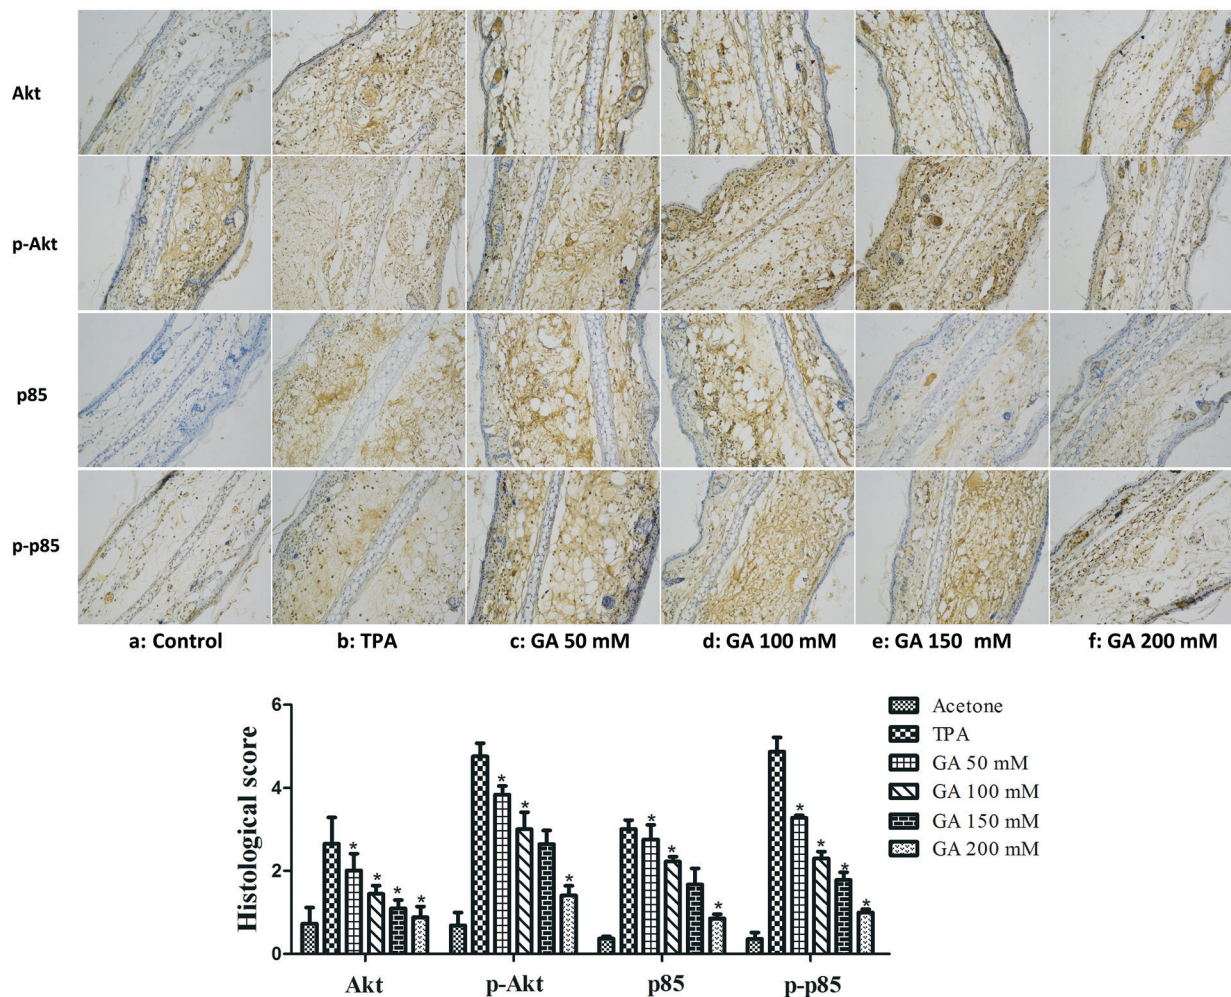 Akt
p-Akt
p85
p-p85
a: Control b: TPA c: GA 50 mM d: GA 100 mM e: GA 150 mM f: GA 200 mM
Histological score
6
4
2
0
* * * *
* * *
* * *
* * * *
Akt p-Akt p85 p-p85
Acetone
TPA
GA 50 mM
GA 100 mM
GA 150 mM
GA 200 mM